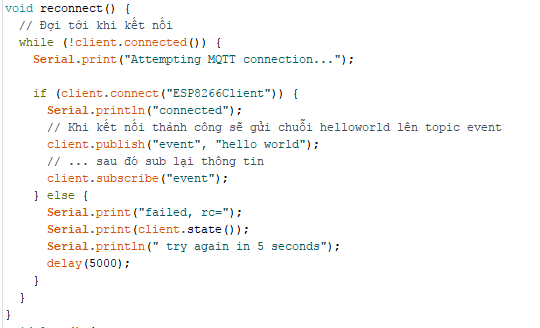 void reconnect() {
  // Đợi tới khi kết nối
  while (!client.connected()) {
    Serial.print("Attempting MQTT connection...");

    if (client.connect("ESP8266Client")) {
      Serial.println("connected");
      // Khi kết nối thành công sẽ gửi chuỗi helloworld lên topic event
      client.publish("event", "hello world");
      // ... sau đó sub lại thông tin
      client.subscribe("event");
    } else {
      Serial.print("failed, rc=");
      Serial.print(client.state());
      Serial.println(" try again in 5 seconds");
      delay(5000);
    }
  }
}